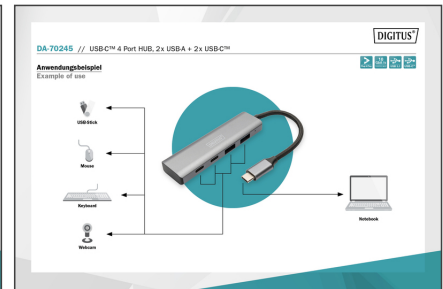 DIGITUS®
DA-70245 // USB-C™ 4 Port HUB, 2x USB-A + 2x USB-C™
Anwendungsbeispiel
Example of use
USB-Stick
Mouse
Keyboard
Webcam
Notebook